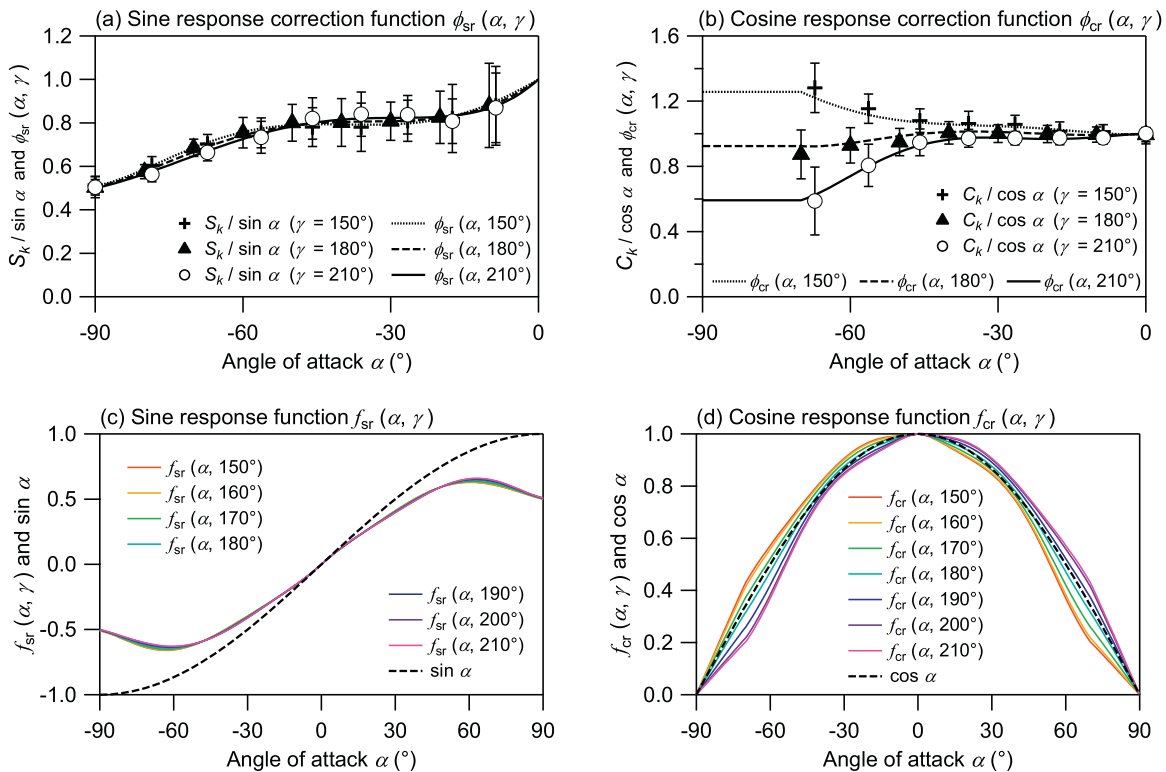 (a) Sine response correction function ϕsr (α, γ)
1.2
1.0
0.8
0.6
0.4
0.2
0.0
Sk / sin α and ϕsr (α, γ)
Sk / sin α (γ = 150°)
Sk / sin α (γ = 180°)
Sk / sin α (γ = 210°)
ϕsr (α, 150°)
ϕsr (α, 180°)
ϕsr (α, 210°)
-90 -60 -30 0
Angle of attack α (°)
(b) Cosine response correction function ϕcr (α, γ)
1.6
1.2
0.8
0.4
0.0
Ck / cos α and ϕcr (α, γ)
Ck / cos α (γ = 150°)
Ck / cos α (γ = 180°)
Ck / cos α (γ = 210°)
ϕcr (α, 150°) ϕcr (α, 180°) ϕcr (α, 210°)
-90 -60 -30 0
Angle of attack α (°)
(c) Sine response function fsr (α, γ)
1.0
0.5
0.0
-0.5
-1.0
fsr (α, γ) and sin α
fsr (α, 150°)
fsr (α, 160°)
fsr (α, 170°)
fsr (α, 180°)
fsr (α, 190°)
fsr (α, 200°)
fsr (α, 210°)
sin α
-90 -60 -30 0 30 60 90
Angle of attack α (°)
(d) Cosine response function fcr (α, γ)
1.0
0.8
0.6
0.4
0.2
0.0
fcr (α, γ) and cos α
fcr (α, 150°)
fcr (α, 160°)
fcr (α, 170°)
fcr (α, 180°)
fcr (α, 190°)
fcr (α, 200°)
fcr (α, 210°)
cos α
-90 -60 -30 0 30 60 90
Angle of attack α (°)